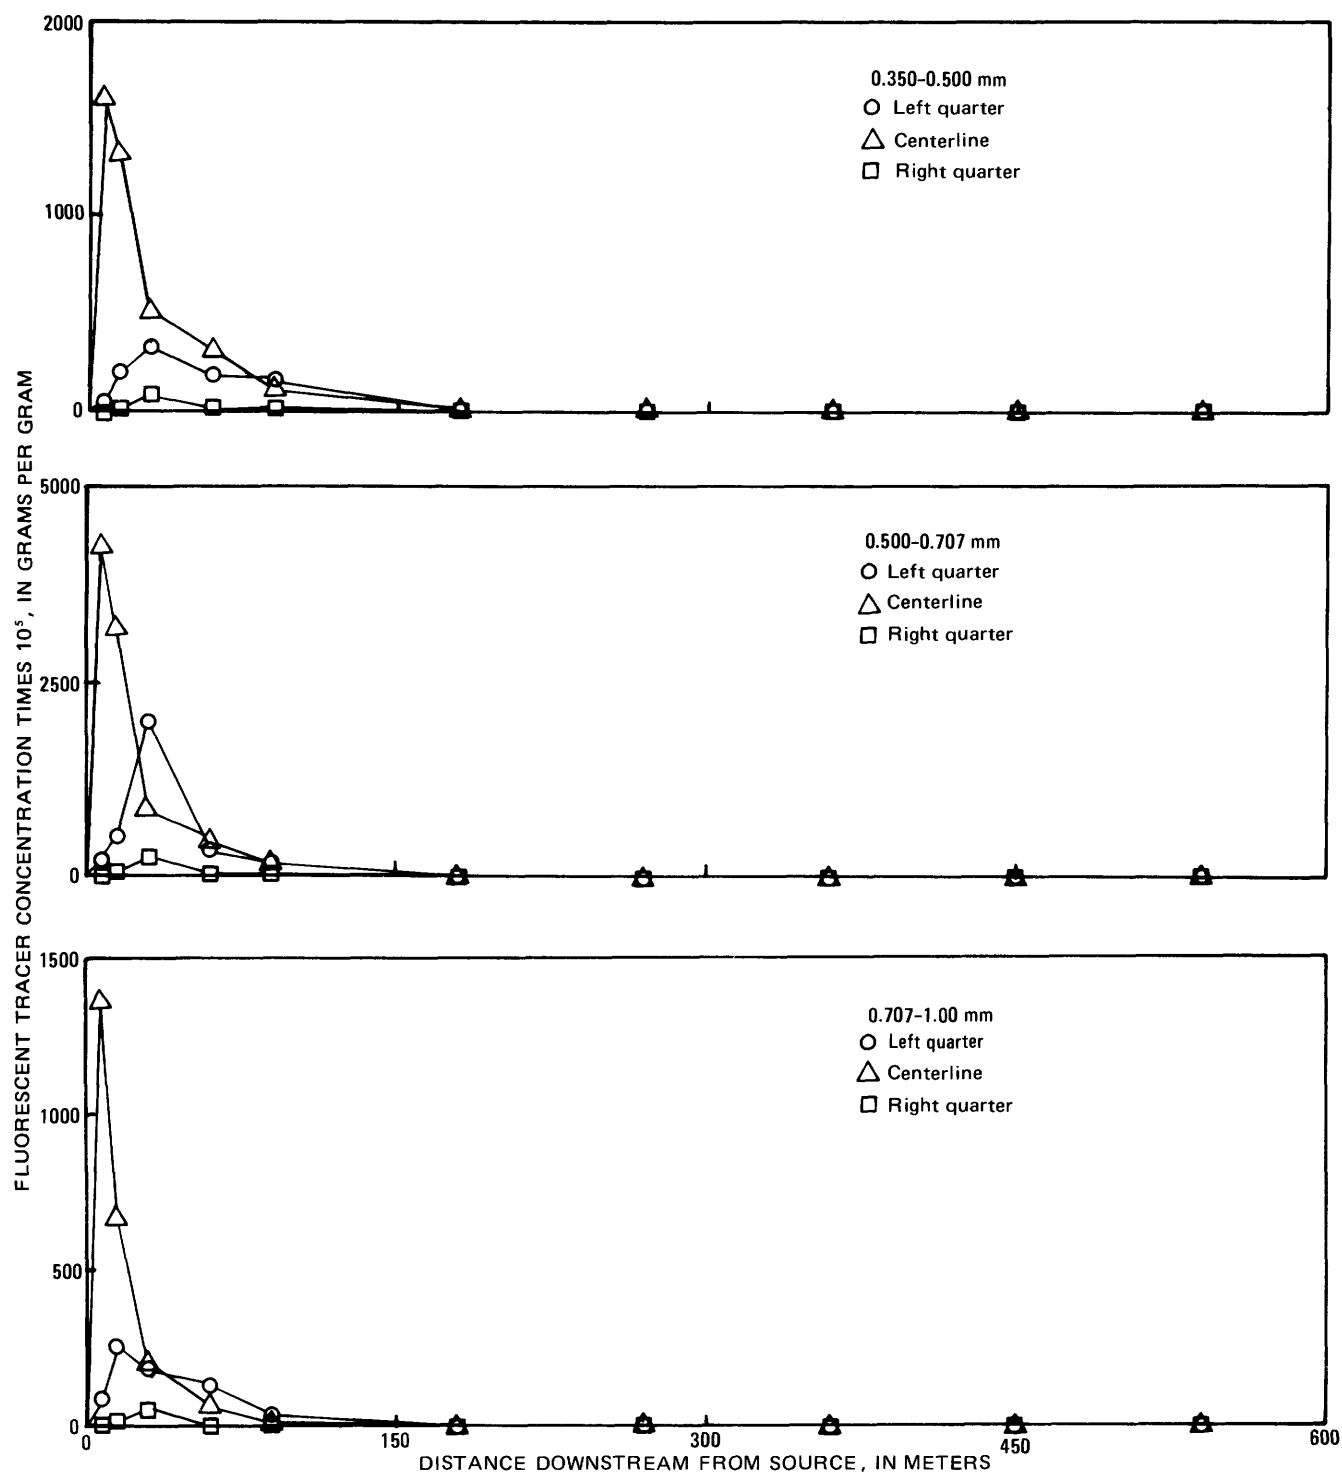 FLUORESCENT TRACER CONCENTRATION TIMES 10⁵, IN GRAMS PER GRAM
2000
1000
0
0.350-0.500 mm
Left quarter
Centerline
Right quarter
5000
2500
0
0.500-0.707 mm
Left quarter
Centerline
Right quarter
1500
1000
500
0
0.707-1.00 mm
Left quarter
Centerline
Right quarter
0 150 300 450 600
DISTANCE DOWNSTREAM FROM SOURCE, IN METERS